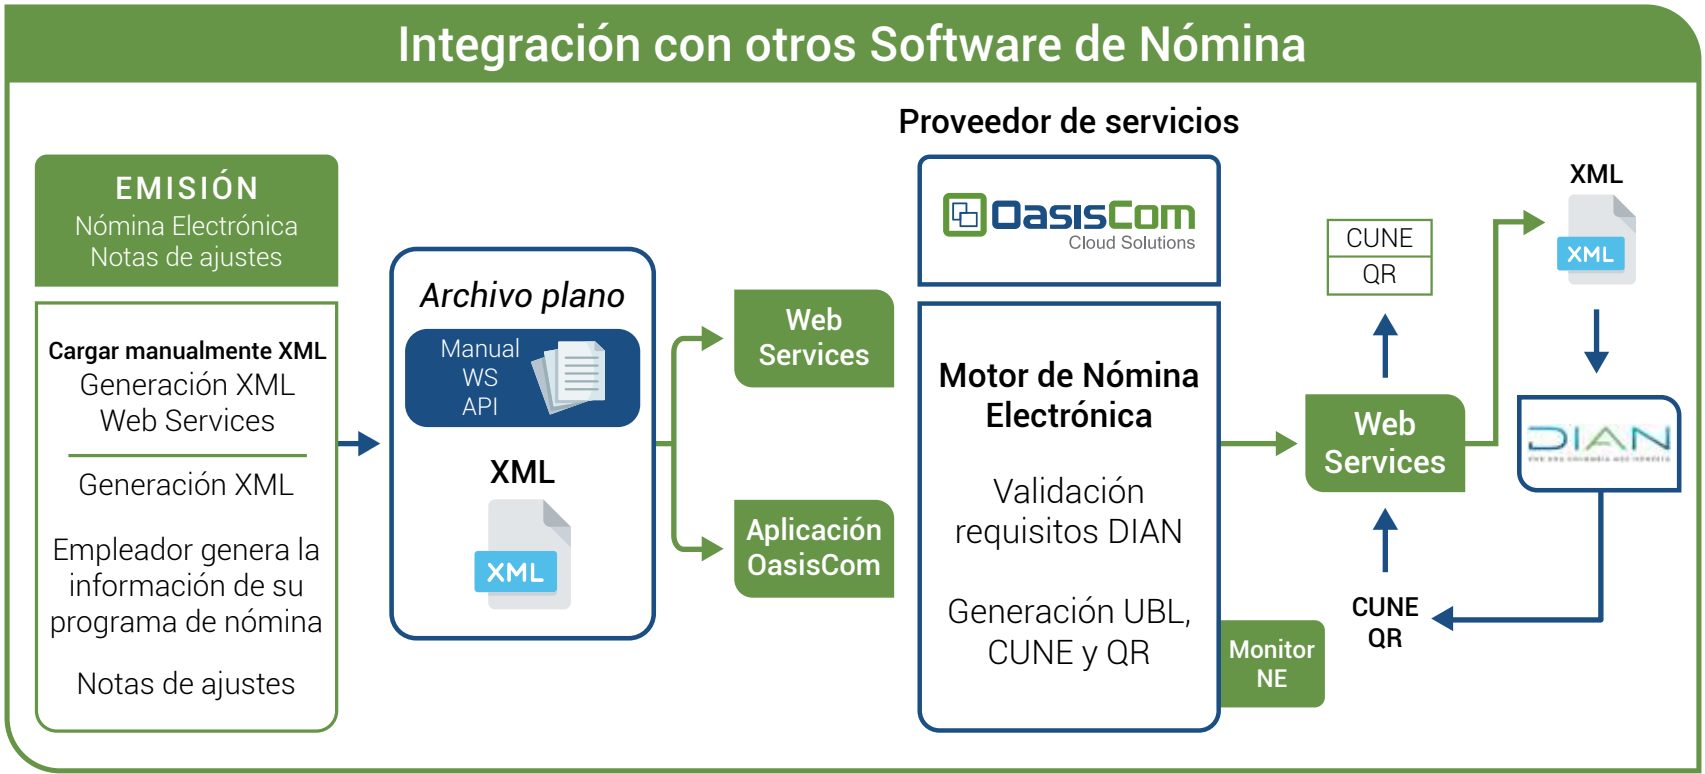 Integración con otros Software de Nómina
EMISIÓN
Nómina Electrónica
Notas de ajustes
Cargar manualmente XML
Generación XML
Web Services
Generación XML
Empleador genera la
información de su
programa de nómina
Notas de ajustes
Archivo plano
Manual
WS
API
XML
XML
Web
Services
Aplicación
OasisCom
Proveedor de servicios
OasisCom
Cloud Solutions
Motor de Nómina
Electrónica
Validación
requisitos DIAN
Generación UBL,
CUNE y QR
Monitor
NE
CUNE
QR
Web
Services
CUNE
QR
XML
XML
DIAN